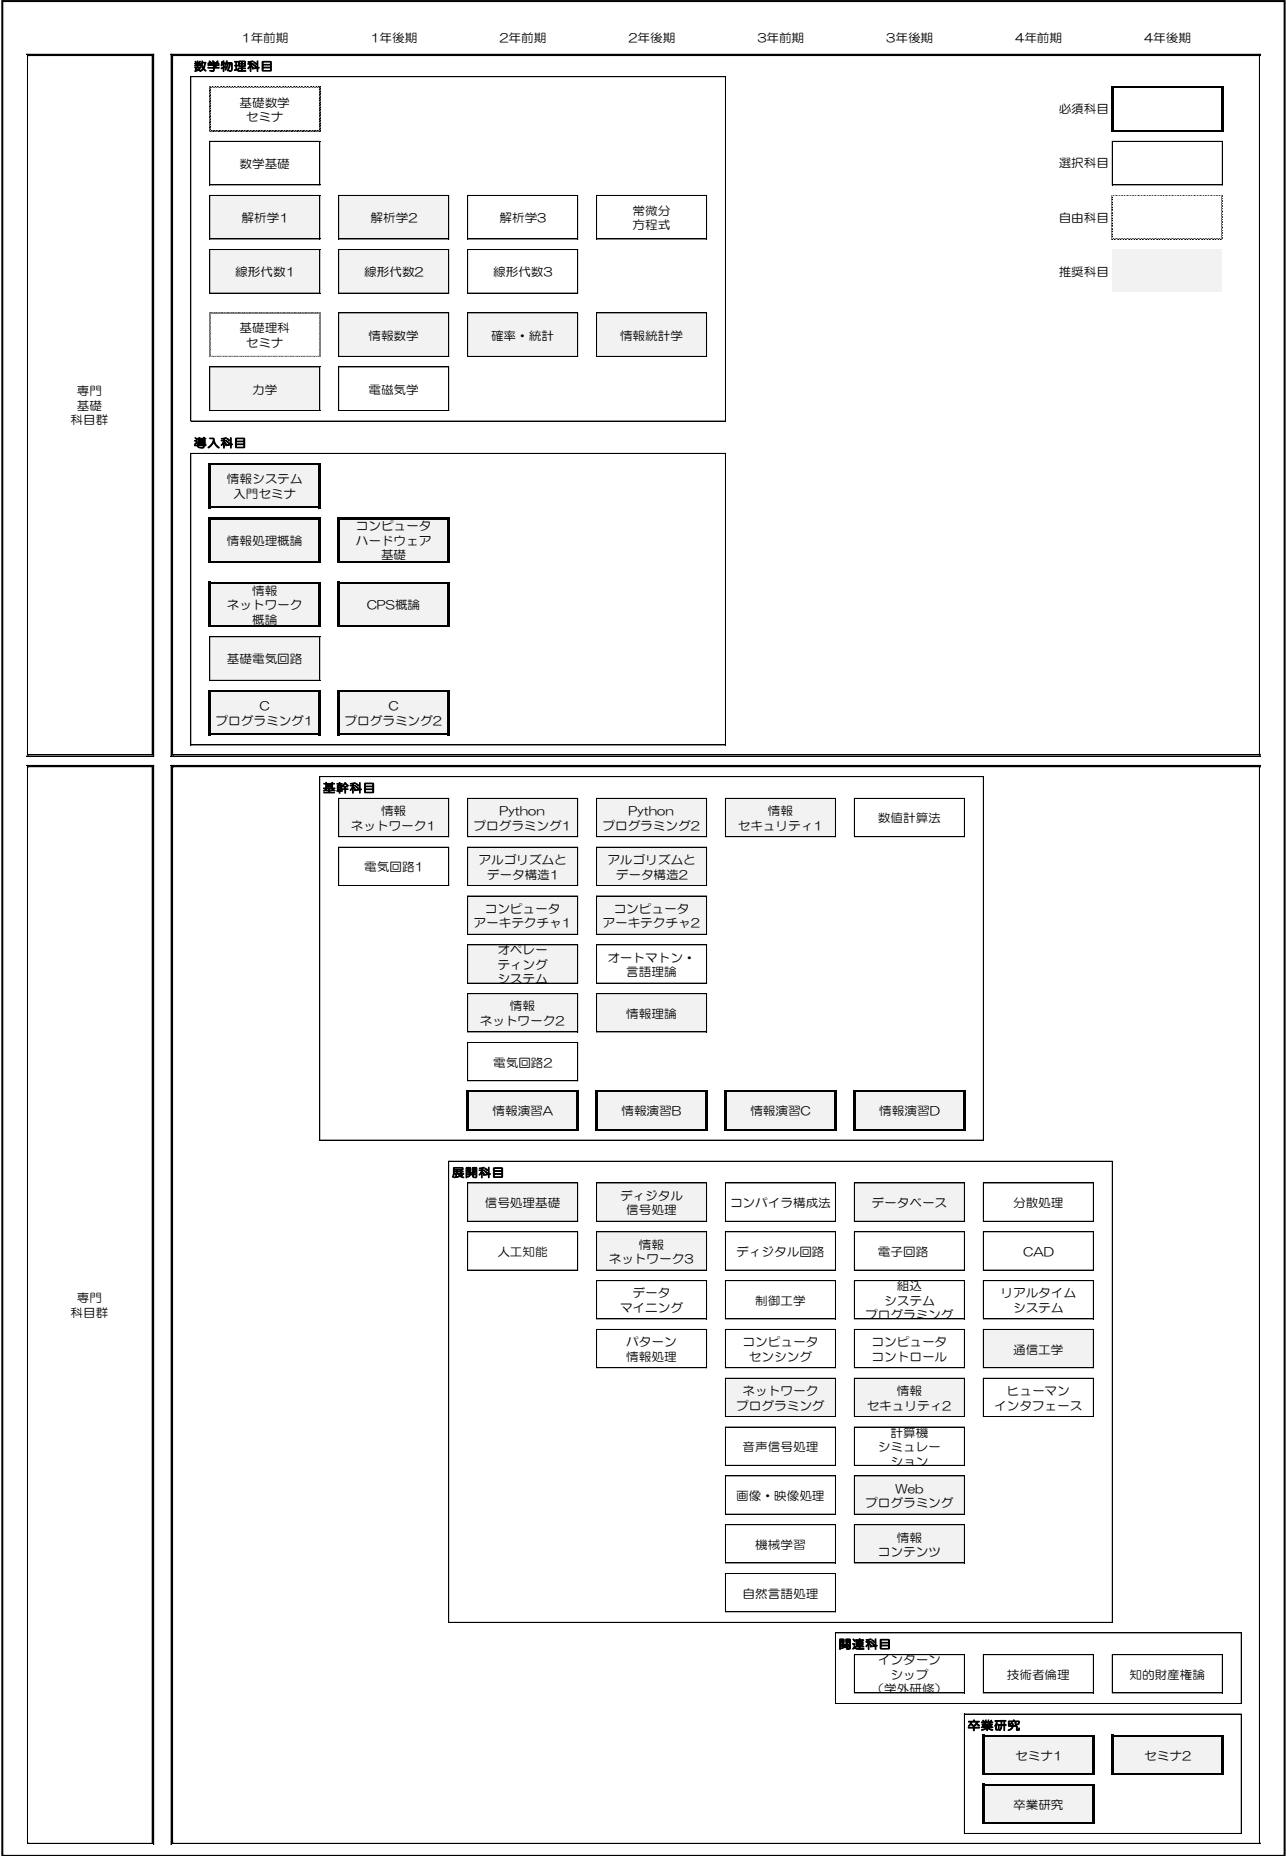 1年前期
1年後期
2年前期
2年後期
3年前期
3年後期
4年前期
4年後期
専門
基礎
科目群
数学物理科目
基礎数学
セミナ
数学基礎
解析学1
解析学2
解析学3
常微分
方程式
線形代数1
線形代数2
線形代数3
基礎理科
セミナ
情報数学
確率・統計
情報統計学
力学
電磁気学
必須科目
選択科目
自由科目
推奨科目
導入科目
情報システム
入門セミナ
情報処理概論
コンピュータ
ハードウェア
基礎
情報
ネットワーク
概論
CPS概論
基礎電気回路
C
プログラミング1
C
プログラミング2
専門
科目群
基幹科目
情報
ネットワーク1
Python
プログラミング1
Python
プログラミング2
情報
セキュリティ1
数値計算法
電気回路1
アルゴリズムと
データ構造1
アルゴリズムと
データ構造2
コンピュータ
アーキテクチャ1
コンピュータ
アーキテクチャ2
オペレー
ティング
システム
オートマトン・
言語理論
情報
ネットワーク2
情報理論
電気回路2
情報演習A
情報演習B
情報演習C
情報演習D
展開科目
信号処理基礎
ディジタル
信号処理
コンパイラ構成法
データベース
分散処理
人工知能
情報
ネットワーク3
ディジタル回路
電子回路
CAD
データ
マイニング
制御工学
組込
システム
プログラミング
リアルタイム
システム
パターン
情報処理
コンピュータ
センシング
コンピュータ
コントロール
通信工学
ネットワーク
プログラミング
情報
セキュリティ2
ヒューマン
インタフェース
音声信号処理
計算機
シミュレー
ション
画像・映像処理
Web
プログラミング
機械学習
情報
コンテンツ
自然言語処理
関連科目
インターン
シップ
（学外研修）
技術者倫理
知的財産権論
卒業研究
セミナ1
セミナ2
卒業研究